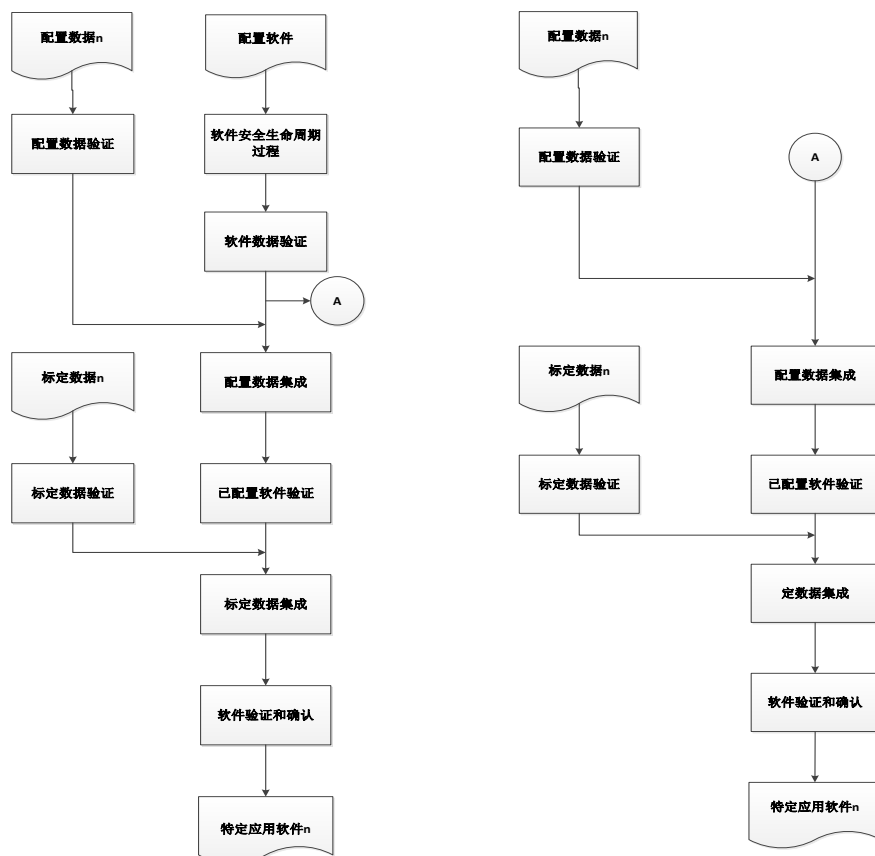 配置数据n
配置软件
配置数据验证
软件安全生命周期
过程
软件数据验证
A
标定数据n
配置数据集成
标定数据验证
已配置软件验证
标定数据集成
软件验证和确认
特定应用软件n
配置数据n
配置数据验证
A
标定数据n
配置数据集成
标定数据验证
已配置软件验证
定数据集成
软件验证和确认
特定应用软件n